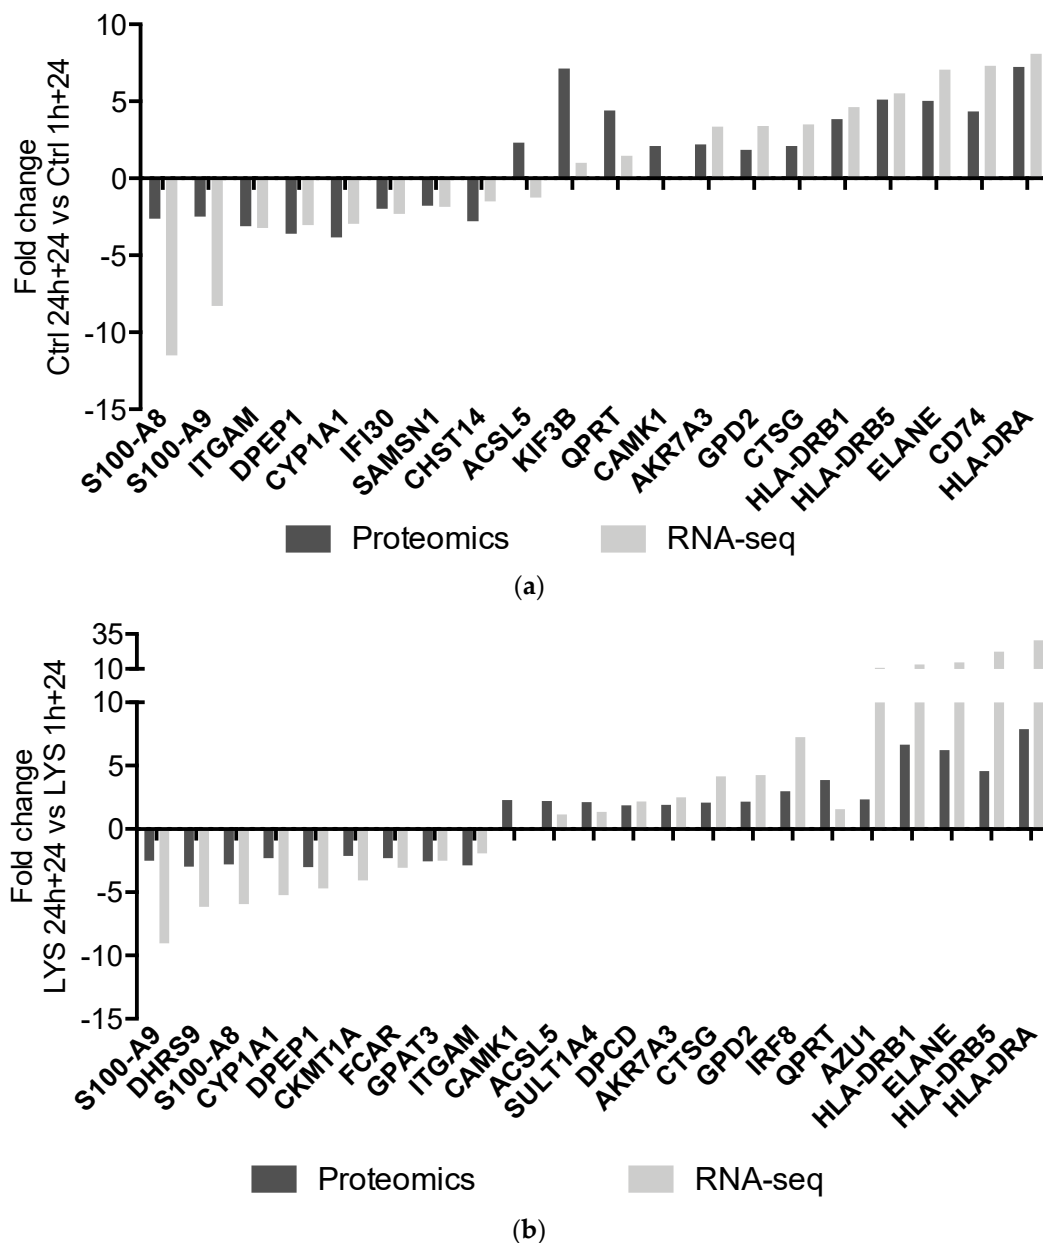 10
5
0
-5
-10
-15
Fold change
Ctrl 24h+24 vs Ctrl 1h+24
S100-A8
S100-A9
ITGAM
DPEP1
CYP1A1
IFI30
SAMSN1
CHST14
ACSL5
KIF3B
QPRT
CAMK1
AKR7A3
GPD2
CTSG
HLA-DRB1
HLA-DRB5
ELANE
CD74
HLA-DRA
Proteomics
RNA-seq
(a)
35
10
10
5
0
-5
-10
-15
Fold change
LYS 24h+24 vs LYS 1h+24
S100-A9
DHRS9
S100-A8
CYP1A1
DPEP1
CKMT1A
FCAR
GPAT3
ITGAM
CAMK1
ACSL5
SULT1A4
DPCD
AKR7A3
CTSG
GPD2
IRF8
QPRT
AZU1
HLA-DRB1
ELANE
HLA-DRB5
HLA-DRA
Proteomics
RNA-seq
(b)